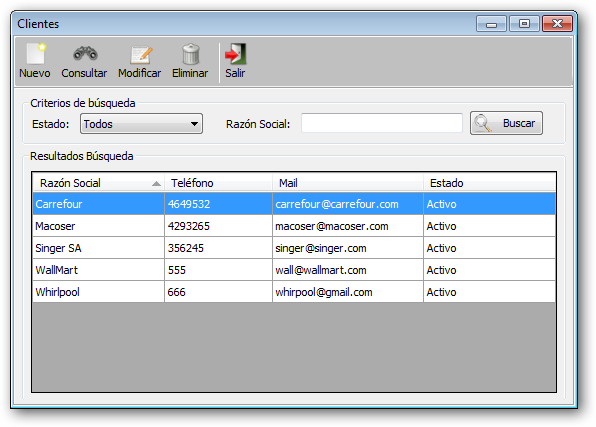 Clientes
Nuevo Consultar Modificar Eliminar Salir
Criterios de búsqueda
Estado: Todos Razón Social: Buscar
Resultados Búsqueda
Razón Social Teléfono Mail Estado
Carrefour 4649532 carrefour@carrefour.com Activo
Macoser 4293265 macoser@macoser.com Activo
Singer SA 356245 singer@singer.com Activo
WallMart 555 wall@wallmart.com Activo
Whirlpool 666 whirpool@gmail.com Activo